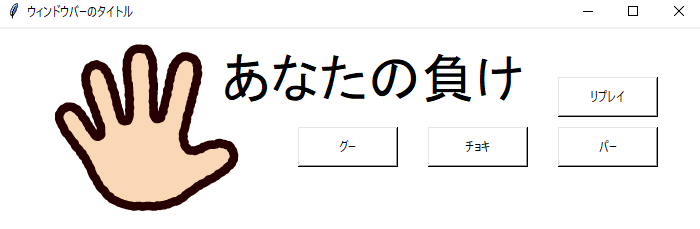 ウィンドウバーのタイトル
あなたの負け
リプレイ
グー
チョキ
パー